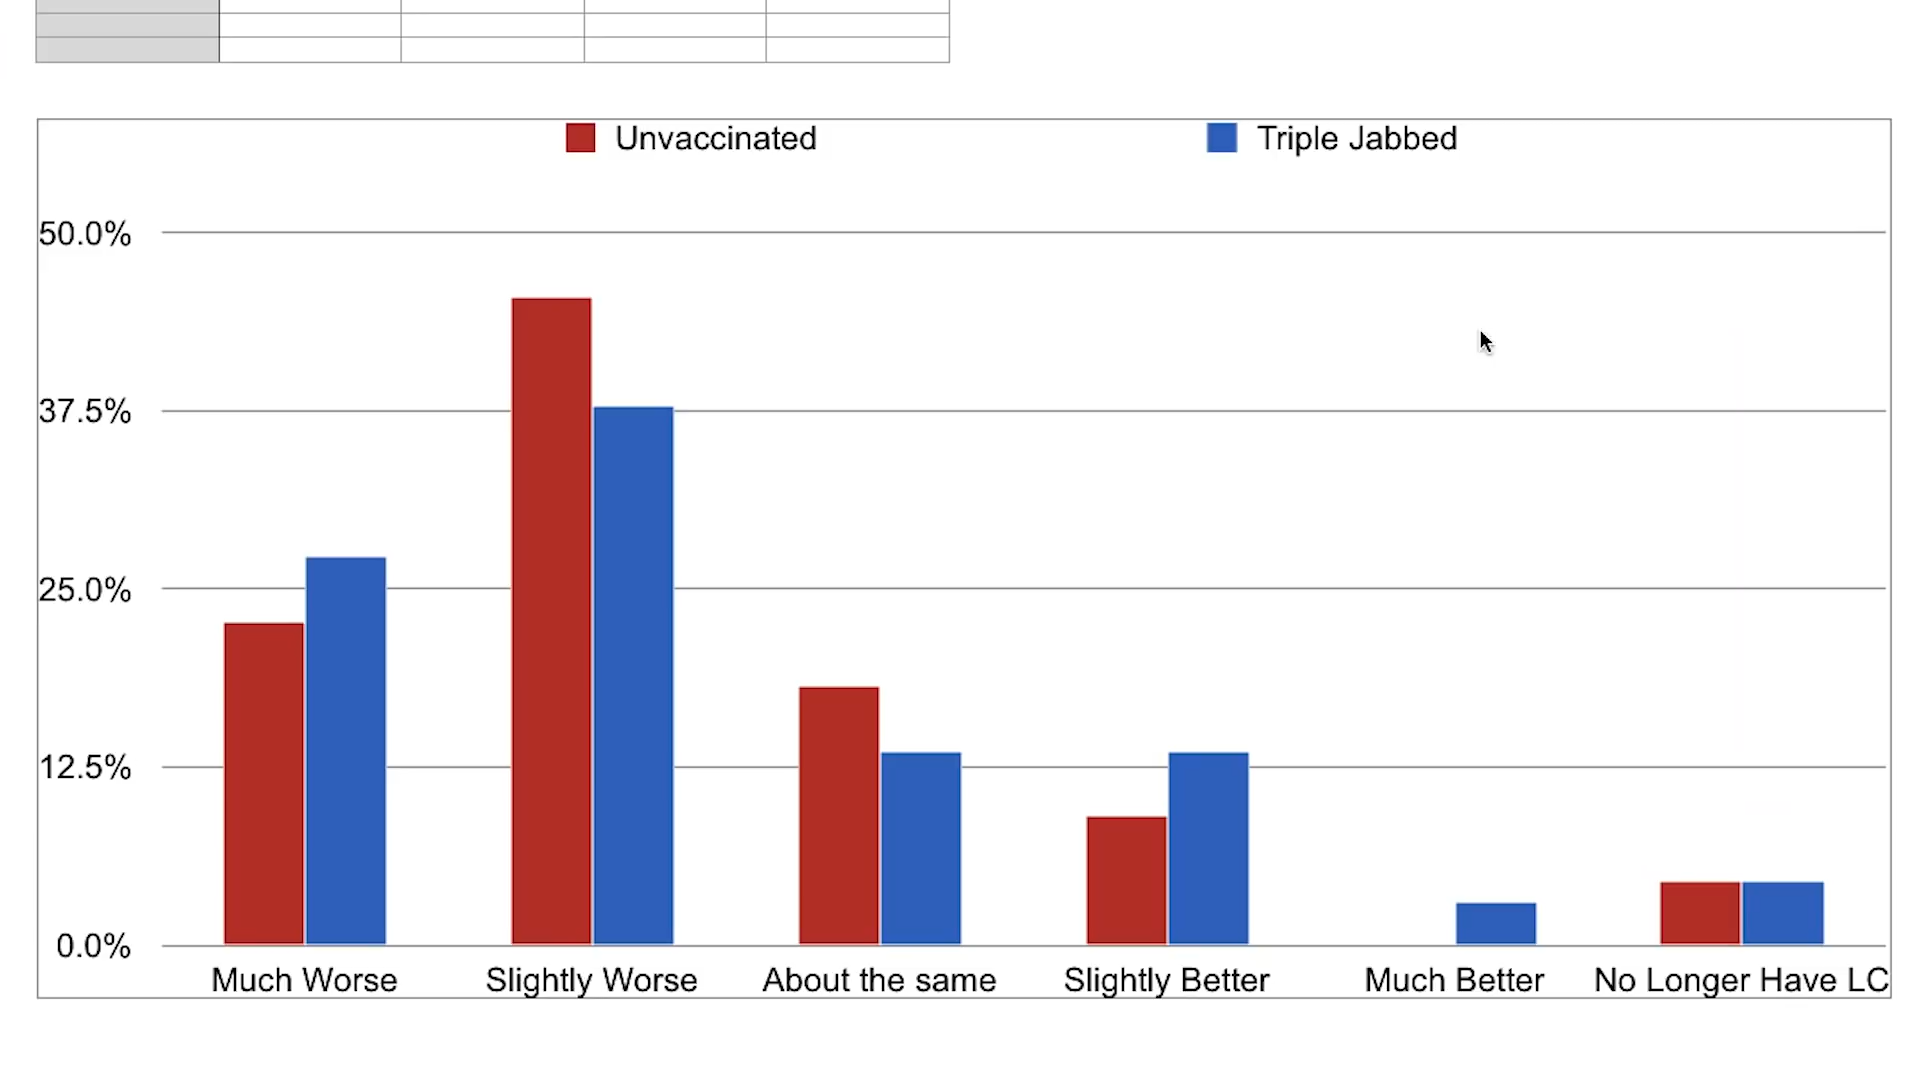 Unvaccinated
Triple Jabbed
50.0%
37.5%
25.0%
12.5%
0.0%
Much Worse
Slightly Worse
About the same
Slightly Better
Much Better
No Longer Have LC